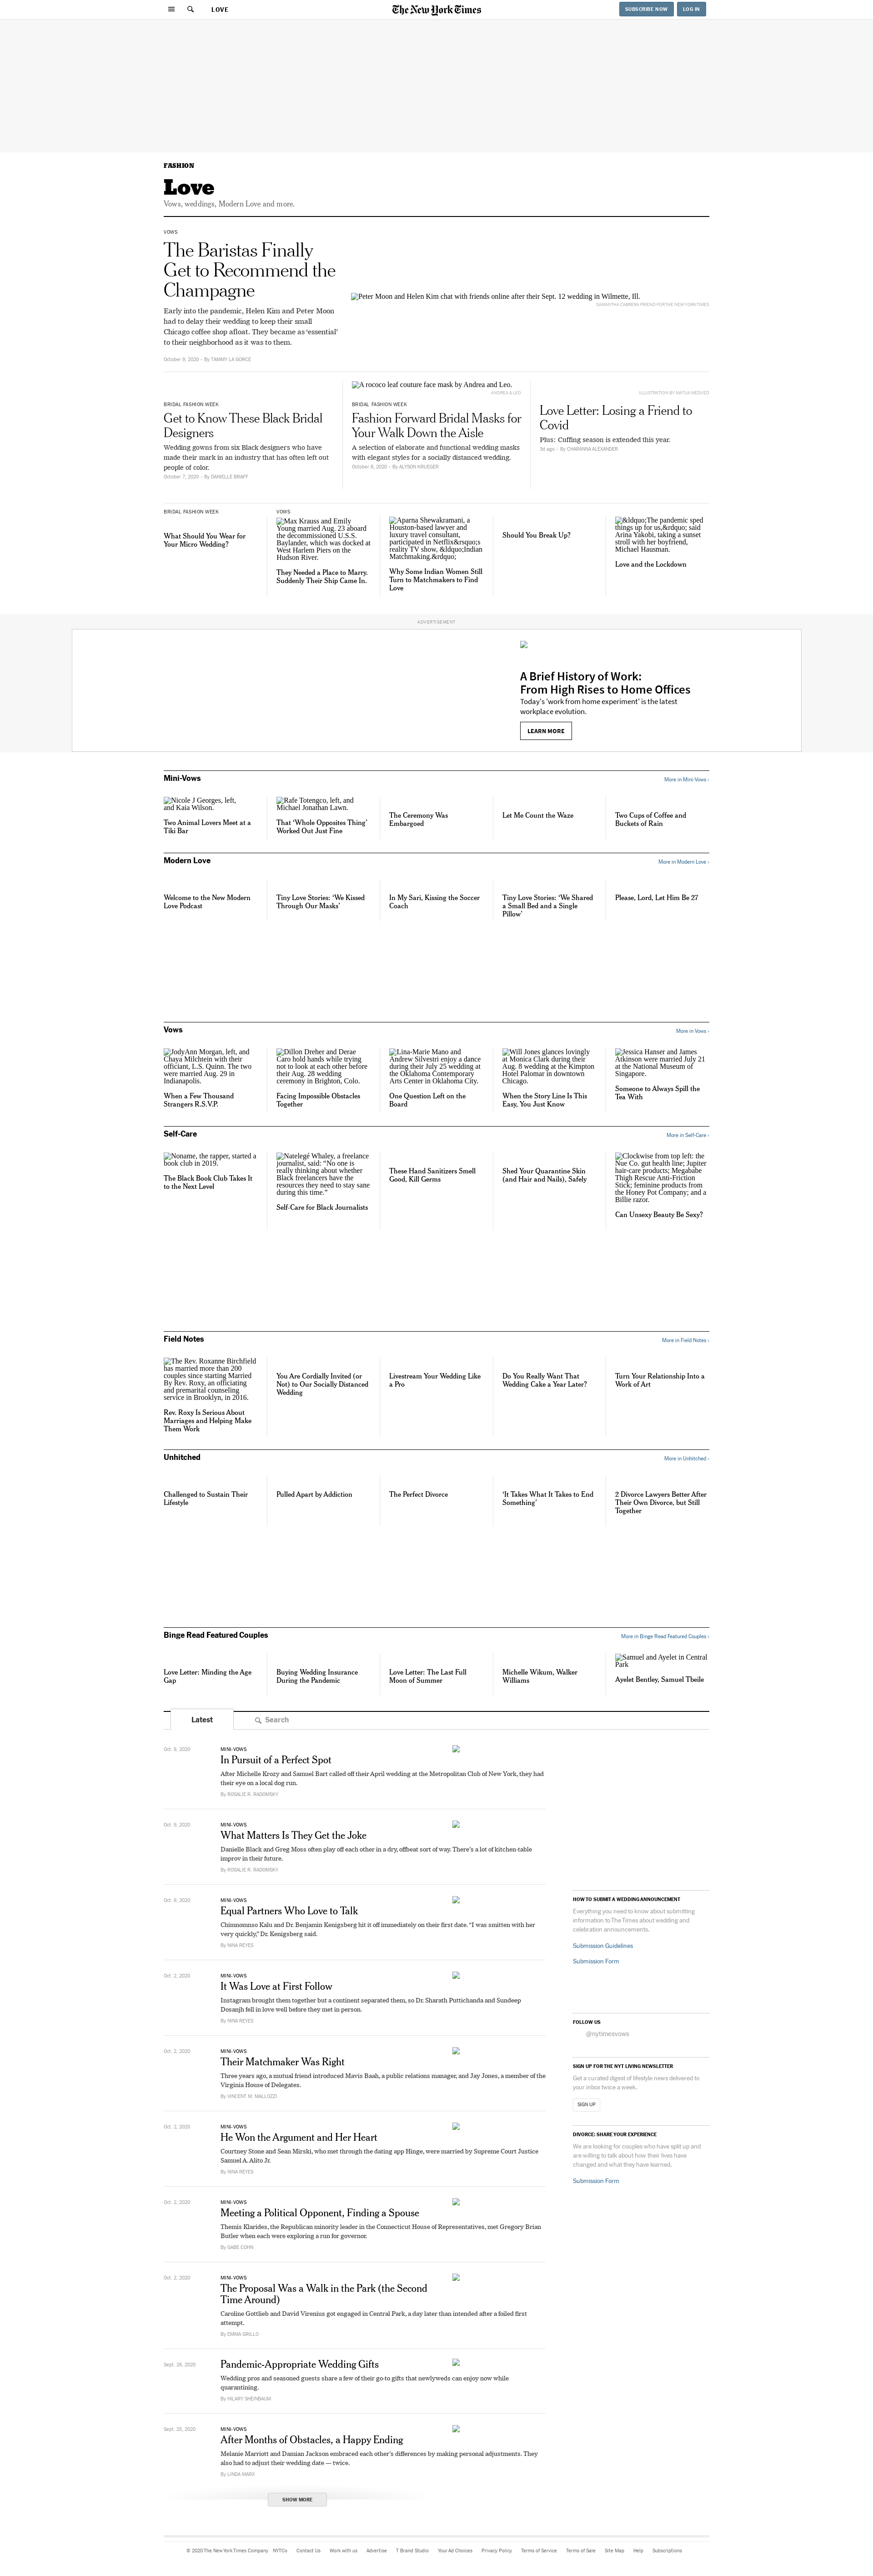 LOVE
The New York Times
SUBSCRIBE NOW
LOG IN
FASHION
Love
Vows, weddings, Modern Love and more.
VOWS
The Baristas Finally
Get to Recommend the
Champagne
Early into the pandemic, Helen Kim and Peter Moon
had to delay their wedding to keep their small
Chicago coffee shop afloat. They became as ‘essential’
to their neighborhood as it was to them.
October 9, 2020 - By TAMMY LA GORCE
Peter Moon and Helen Kim chat with friends online after their Sept. 12 wedding in Wilmette, Ill.
SAMANTHA CABRERA FRIEND FOR THE NEW YORK TIMES
BRIDAL FASHION WEEK
Get to Know These Black Bridal
Designers
Wedding gowns from six Black designers who have
made their mark in an industry that has often left out
people of color.
October 7, 2020 - By DANIELLE BRAFF
A rococo leaf couture face mask by Andrea and Leo.
ANDREA & LEO
BRIDAL FASHION WEEK
Fashion Forward Bridal Masks for
Your Walk Down the Aisle
A selection of elaborate and functional wedding masks
with elegant styles for a socially distanced wedding.
October 6, 2020 - By ALYSON KRUEGER
ILLUSTRATION BY MATIJA MEDVED
Love Letter: Losing a Friend to
Covid
Plus: Cuffing season is extended this year.
3d ago - By CHARANNA ALEXANDER
BRIDAL FASHION WEEK
What Should You Wear for
Your Micro Wedding?
VOWS
Max Krauss and Emily
Young married Aug. 23 aboard
the decommissioned U.S.S.
Baylander, which was docked at
West Harlem Piers on the
Hudson River.
They Needed a Place to Marry.
Suddenly Their Ship Came In.
Aparna Shewakramani, a
Houston-based lawyer and
luxury travel consultant,
participated in Netflix&rsquo;s
reality TV show, &ldquo;Indian
Matchmaking.&rdquo;
Why Some Indian Women Still
Turn to Matchmakers to Find
Love
Should You Break Up?
&ldquo;The pandemic sped
things up for us,&rdquo; said
Arina Yakobi, taking a sunset
stroll with her boyfriend,
Michael Hausman.
Love and the Lockdown
ADVERTISEMENT
A Brief History of Work:
From High Rises to Home Offices
Today's 'work from home experiment' is the latest
workplace evolution.
LEARN MORE
Mini-Vows
More in Mini-Vows ›
Nicole J Georges, left,
and Kaia Wilson.
Two Animal Lovers Meet at a
Tiki Bar
Rafe Totengco, left, and
Michael Jonathan Lawn.
That ‘Whole Opposites Thing’
Worked Out Just Fine
The Ceremony Was
Embargoed
Let Me Count the Waze
Two Cups of Coffee and
Buckets of Rain
Modern Love
More in Modern Love ›
Welcome to the New Modern
Love Podcast
Tiny Love Stories: ‘We Kissed
Through Our Masks’
In My Sari, Kissing the Soccer
Coach
Tiny Love Stories: ‘We Shared
a Small Bed and a Single
Pillow’
Please, Lord, Let Him Be 27
Vows
More in Vows ›
JodyAnn Morgan, left, and
Chaya Milchtein with their
officiant, L.S. Quinn. The two
were married Aug. 29 in
Indianapolis.
When a Few Thousand
Strangers R.S.V.P.
Dillon Dreher and Derae
Caro hold hands while trying
not to look at each other before
their Aug. 28 wedding
ceremony in Brighton, Colo.
Facing Impossible Obstacles
Together
Lina-Marie Mano and
Andrew Silvestri enjoy a dance
during their July 25 wedding at
the Oklahoma Contemporary
Arts Center in Oklahoma City.
One Question Left on the
Board
Will Jones glances lovingly
at Monica Clark during their
Aug. 8 wedding at the Kimpton
Hotel Palomar in downtown
Chicago.
When the Story Line Is This
Easy, You Just Know
Jessica Hanser and James
Atkinson were married July 21
at the National Museum of
Singapore.
Someone to Always Spill the
Tea With
Self-Care
More in Self-Care ›
Noname, the rapper, started a
book club in 2019.
The Black Book Club Takes It
to the Next Level
Natelegé Whaley, a freelance
journalist, said: “No one is
really thinking about whether
Black freelancers have the
resources they need to stay sane
during this time.”
Self-Care for Black Journalists
These Hand Sanitizers Smell
Good, Kill Germs
Shed Your Quarantine Skin
(and Hair and Nails), Safely
Clockwise from top left: the
Nue Co. gut health line; Jupiter
hair-care products; Megababe
Thigh Rescue Anti-Friction
Stick; feminine products from
the Honey Pot Company; and a
Billie razor.
Can Unsexy Beauty Be Sexy?
Field Notes
More in Field Notes ›
The Rev. Roxanne Birchfield
has married more than 200
couples since starting Married
By Rev. Roxy, an officiating
and premarital counseling
service in Brooklyn, in 2016.
Rev. Roxy Is Serious About
Marriages and Helping Make
Them Work
You Are Cordially Invited (or
Not) to Our Socially Distanced
Wedding
Livestream Your Wedding Like
a Pro
Do You Really Want That
Wedding Cake a Year Later?
Turn Your Relationship Into a
Work of Art
Unhitched
More in Unhitched ›
Challenged to Sustain Their
Lifestyle
Pulled Apart by Addiction
The Perfect Divorce
‘It Takes What It Takes to End
Something’
2 Divorce Lawyers Better After
Their Own Divorce, but Still
Together
Binge Read Featured Couples
More in Binge Read Featured Couples ›
Love Letter: Minding the Age
Gap
Buying Wedding Insurance
During the Pandemic
Love Letter: The Last Full
Moon of Summer
Michelle Wikum, Walker
Williams
Samuel and Ayelet in Central
Park
Ayelet Bentley, Samuel Tbeile
Latest
Search
Oct. 9, 2020
MINI-VOWS
In Pursuit of a Perfect Spot
After Michelle Krozy and Samuel Bart called off their April wedding at the Metropolitan Club of New York, they had
their eye on a local dog run.
By ROSALIE R. RADOMSKY
Oct. 9, 2020
MINI-VOWS
What Matters Is They Get the Joke
Danielle Black and Greg Moss often play off each other in a dry, offbeat sort of way. There’s a lot of kitchen-table
improv in their future.
By ROSALIE R. RADOMSKY
Oct. 9, 2020
MINI-VOWS
Equal Partners Who Love to Talk
Chinumunso Kalu and Dr. Benjamin Kenigsberg hit it off immediately on their first date. “I was smitten with her
very quickly,” Dr. Kenigsberg said.
By NINA REYES
Oct. 2, 2020
MINI-VOWS
It Was Love at First Follow
Instagram brought them together but a continent separated them, so Dr. Sharath Puttichanda and Sundeep
Dosanjh fell in love well before they met in person.
By NINA REYES
Oct. 2, 2020
MINI-VOWS
Their Matchmaker Was Right
Three years ago, a mutual friend introduced Mavis Baah, a public relations manager, and Jay Jones, a member of the
Virginia House of Delegates.
By VINCENT M. MALLOZZI
Oct. 2, 2020
MINI-VOWS
He Won the Argument and Her Heart
Courtney Stone and Sean Mirski, who met through the dating app Hinge, were married by Supreme Court Justice
Samuel A. Alito Jr.
By NINA REYES
Oct. 2, 2020
MINI-VOWS
Meeting a Political Opponent, Finding a Spouse
Themis Klarides, the Republican minority leader in the Connecticut House of Representatives, met Gregory Brian
Butler when each were exploring a run for governor.
By GABE COHN
Oct. 2, 2020
MINI-VOWS
The Proposal Was a Walk in the Park (the Second
Time Around)
Caroline Gottlieb and David Virenius got engaged in Central Park, a day later than intended after a foiled first
attempt.
By EMMA GRILLO
Sept. 26, 2020
Pandemic-Appropriate Wedding Gifts
Wedding pros and seasoned guests share a few of their go-to gifts that newlyweds can enjoy now while
quarantining.
By HILARY SHEINBAUM
Sept. 25, 2020
MINI-VOWS
After Months of Obstacles, a Happy Ending
Melanie Marriott and Damian Jackson embraced each other’s differences by making personal adjustments. They
also had to adjust their wedding date — twice.
By LINDA MARX
SHOW MORE
HOW TO SUBMIT A WEDDING ANNOUNCEMENT
Everything you need to know about submitting
information to The Times about wedding and
celebration announcements.
Submission Guidelines
Submission Form
FOLLOW US
@nytimesvows
SIGN UP FOR THE NYT LIVING NEWSLETTER
Get a curated digest of lifestyle news delivered to
your inbox twice a week.
SIGN UP
DIVORCE: SHARE YOUR EXPERIENCE
We are looking for couples who have split up and
are willing to talk about how their lives have
changed and what they have learned.
Submission Form
© 2020 The New York Times Company NYTCo Contact Us Work with us Advertise T Brand Studio Your Ad Choices Privacy Policy Terms of Service Terms of Sale Site Map Help Subscriptions